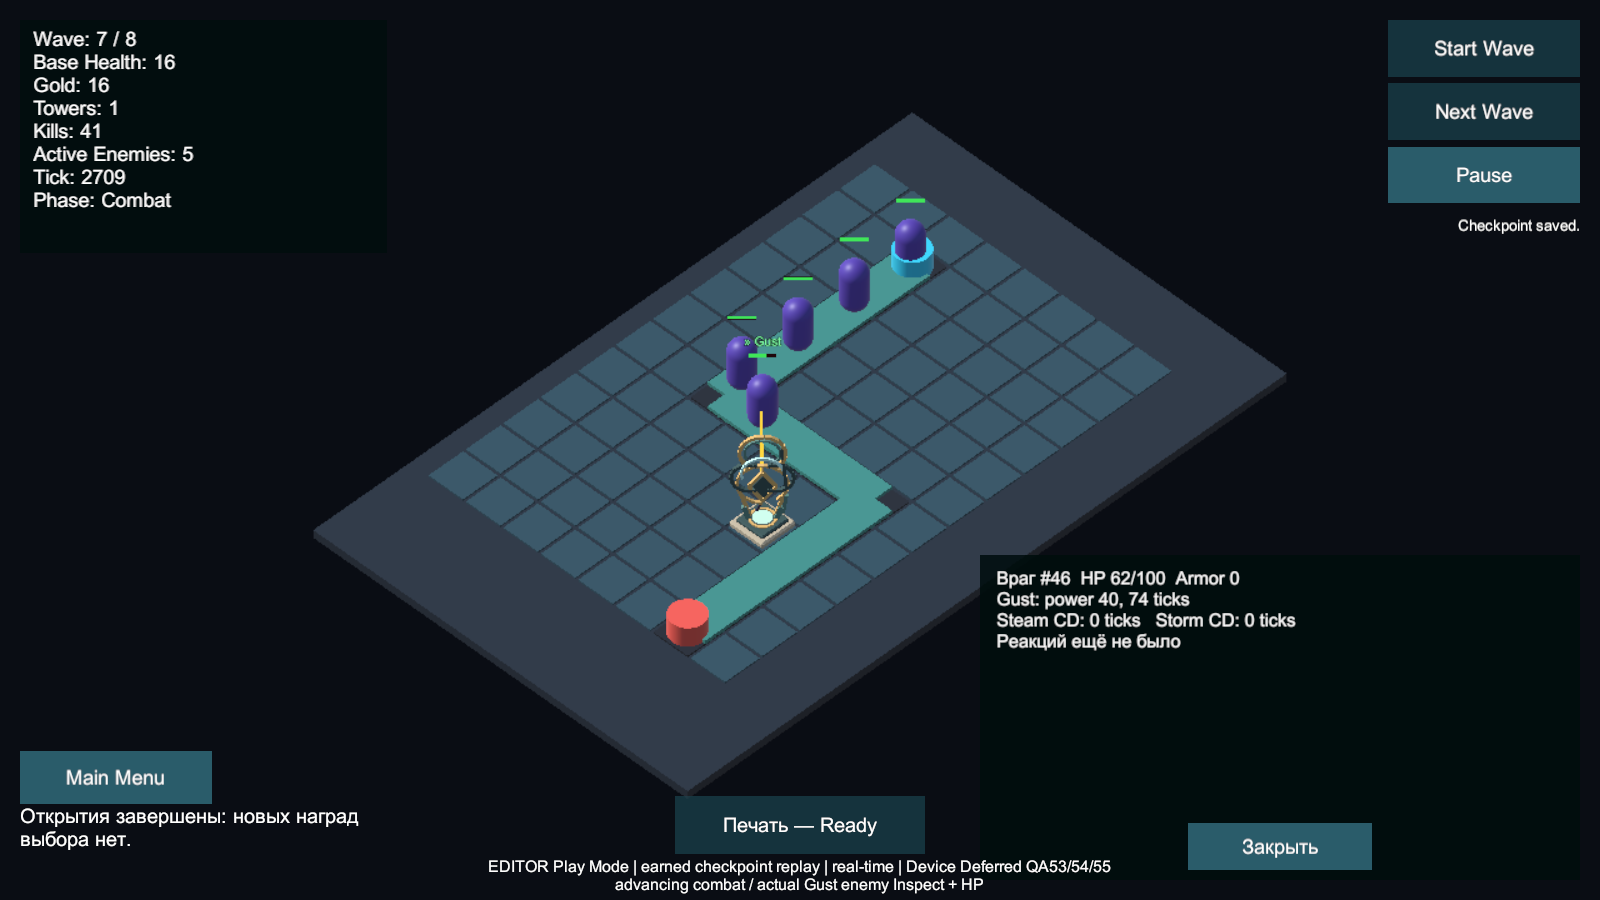 Wave: 7 / 8
Base Health: 16
Gold: 16
Towers: 1
Kills: 41
Active Enemies: 5
Tick: 2709
Phase: Combat
Start Wave
Next Wave
Pause
Checkpoint saved.
» Gust
Враг #46  HP 62/100  Armor 0
Gust: power 40, 74 ticks
Steam CD: 0 ticks   Storm CD: 0 ticks
Реакций ещё не было
Закрыть
Main Menu
Открытия завершены: новых наград
выбора нет.
Печать — Ready
EDITOR Play Mode | earned checkpoint replay | real-time | Device Deferred QA53/54/55
advancing combat / actual Gust enemy Inspect + HP